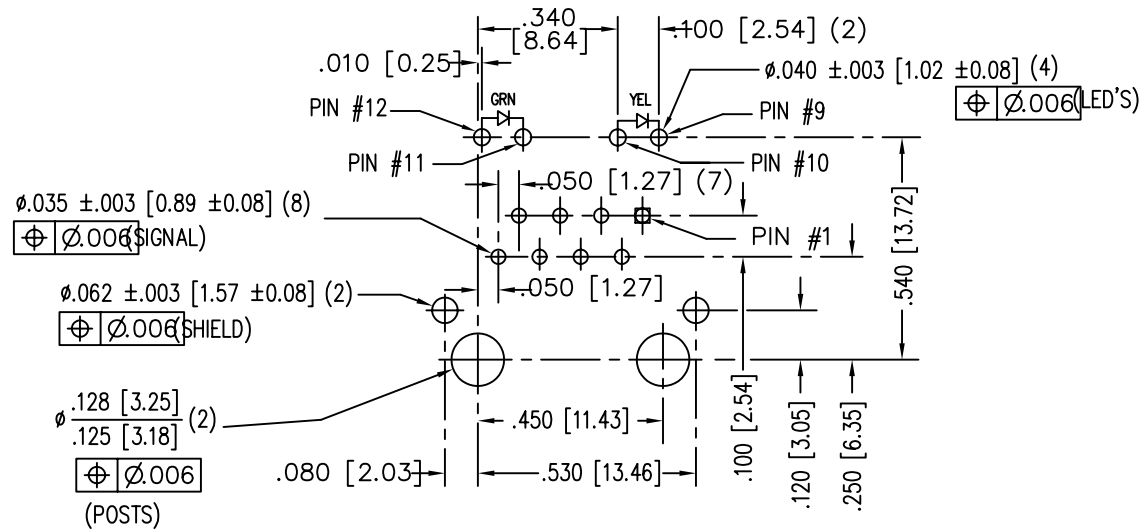 .340
[8.64]
.100 [2.54] (2)
.010 [0.25]
ø.040 ±.003 [1.02 ±0.08] (4)
Ø.006 (LED'S)
PIN #12
GRN
YEL
PIN #9
PIN #11
PIN #10
.050 [1.27] (7)
ø.035 ±.003 [0.89 ±0.08] (8)
Ø.006 (SIGNAL)
PIN #1
.540 [13.72]
.050 [1.27]
ø.062 ±.003 [1.57 ±0.08] (2)
Ø.006 (SHIELD)
ø .128 [3.25]
.125 [3.18] (2)
Ø.006
(POSTS)
.450 [11.43]
.080 [2.03]
.530 [13.46]
.100 [2.54]
.120 [3.05]
.250 [6.35]